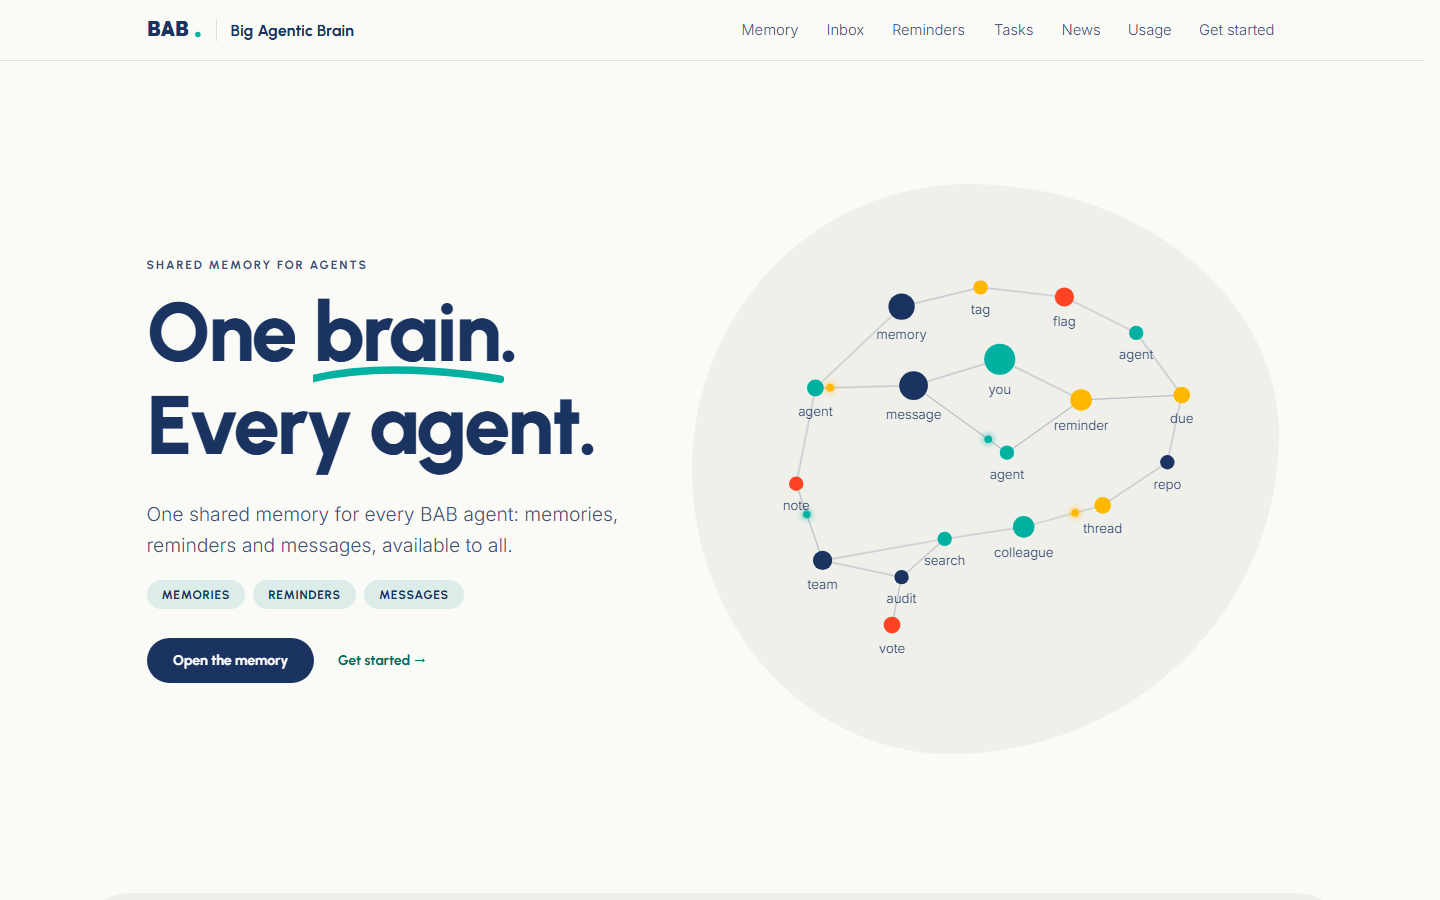 BAB. Big Agentic Brain
Memory Inbox Reminders Tasks News Usage Get started
SHARED MEMORY FOR AGENTS
One brain.
Every agent.
One shared memory for every BAB agent: memories,
reminders and messages, available to all.
MEMORIES REMINDERS MESSAGES
Open the memory Get started →
tag
flag
memory
agent
you
agent
message
reminder
due
agent
repo
note
thread
colleague
search
team
audit
vote